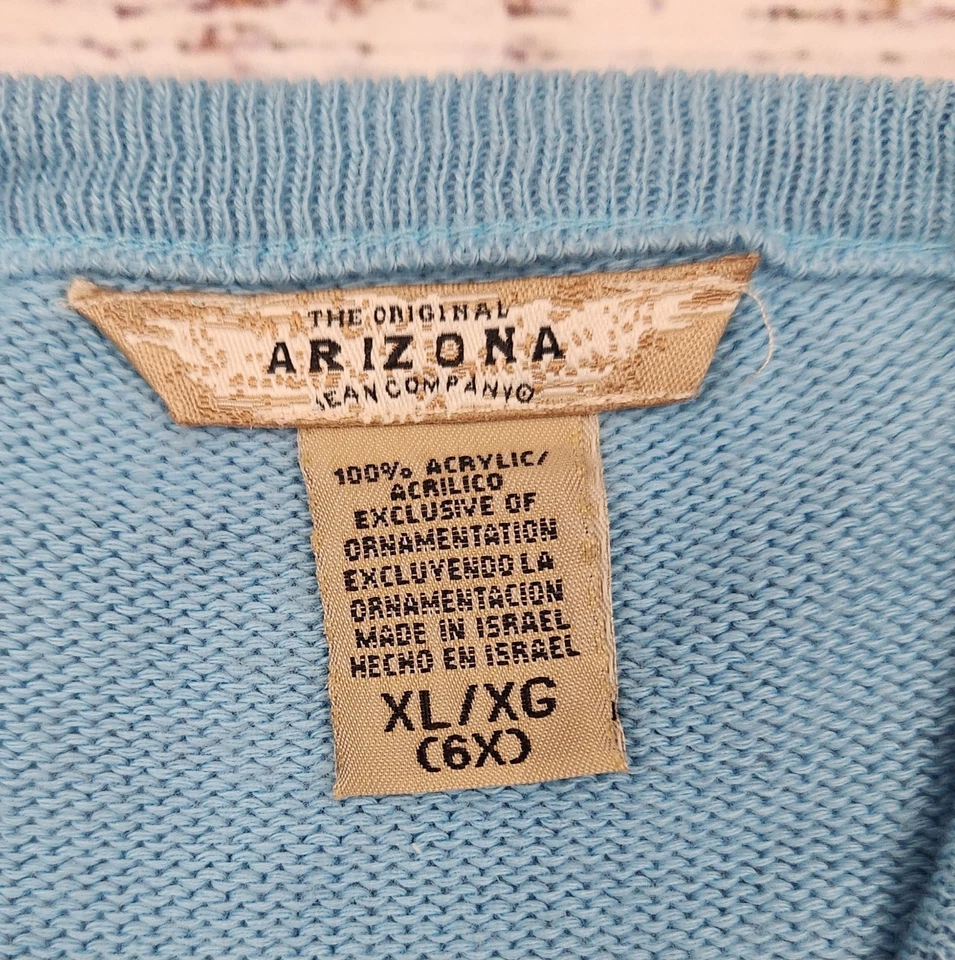 THE ORIGINAL
ARIZONA
JEAN COMPANY®
100% ACRYLIC/
ACRILICO
EXCLUSIVE OF
ORNAMENTATION
EXCLUYENDO LA
ORNAMENTACION
MADE IN ISRAEL
HECHO EN ISRAEL
XL/XG
(6X)